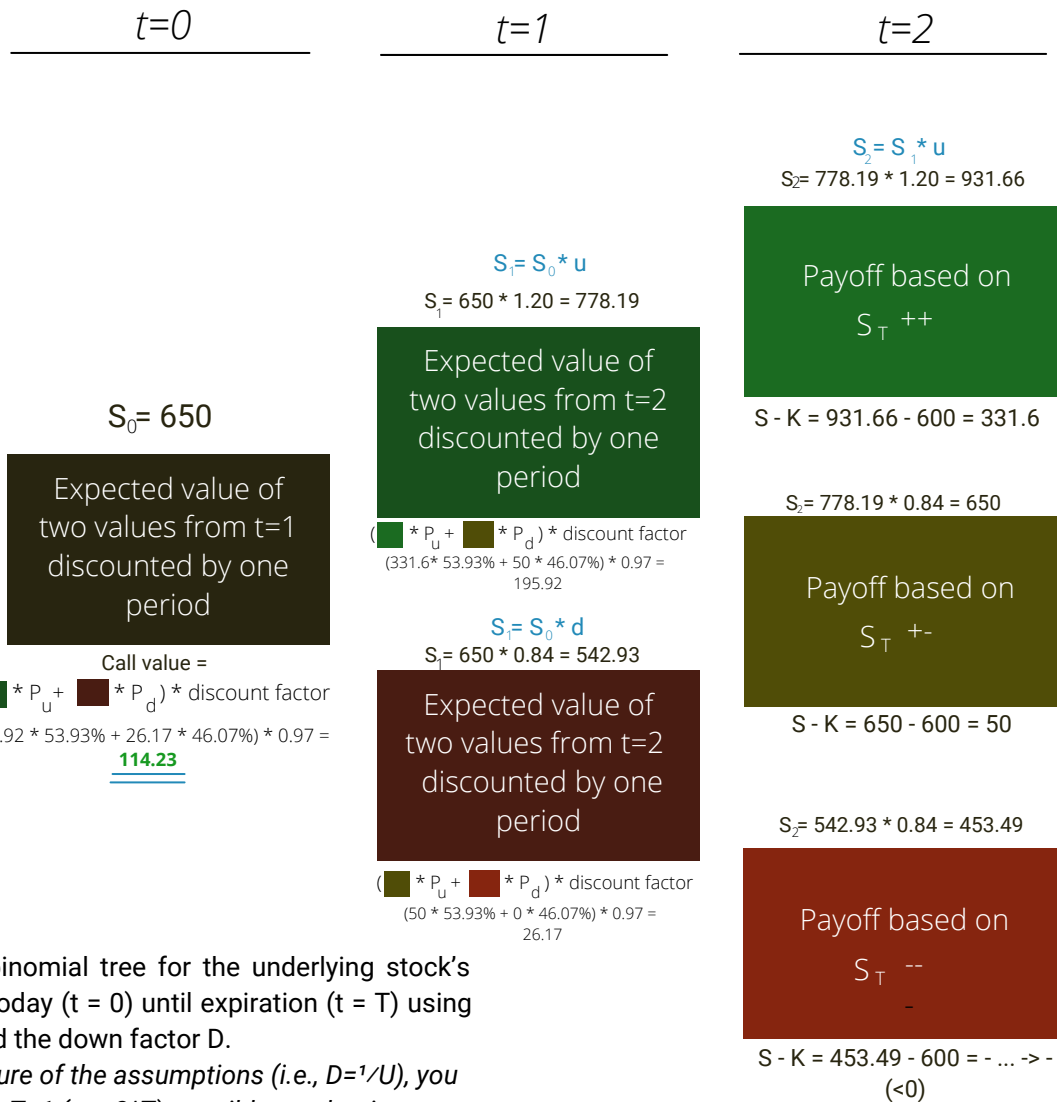 t=0
t=1
t=2
S2= S1* u
S2= 778.19 * 1.20 = 931.66
Payoff based on
ST ++
S - K = 931.66 - 600 = 331.6
S1= S0* u
S1= 650 * 1.20 = 778.19
Expected value of
two values from t=2
discounted by one
period
( * Pu + * Pd ) * discount factor
(331.6* 53.93% + 50 * 46.07%) * 0.97 =
195.92
S0= 650
Expected value of
two values from t=1
discounted by one
period
Call value =
* Pu+ * Pd ) * discount factor
.92 * 53.93% + 26.17 * 46.07%) * 0.97 =
114.23
S2= 778.19 * 0.84 = 650
Payoff based on
ST +-
S - K = 650 - 600 = 50
S1= S0* d
S1= 650 * 0.84 = 542.93
Expected value of
two values from t=2
discounted by one
period
( * Pu + * Pd ) * discount factor
(50 * 53.93% + 0 * 46.07%) * 0.97 =
26.17
S2= 542.93 * 0.84 = 453.49
Payoff based on
ST --
-
S - K = 453.49 - 600 = - ... -> -
(<0)
binomial tree for the underlying stock's
oday (t = 0) until expiration (t = T) using
d the down factor D.
ure of the assumptions (i.e., D=¹/U), you